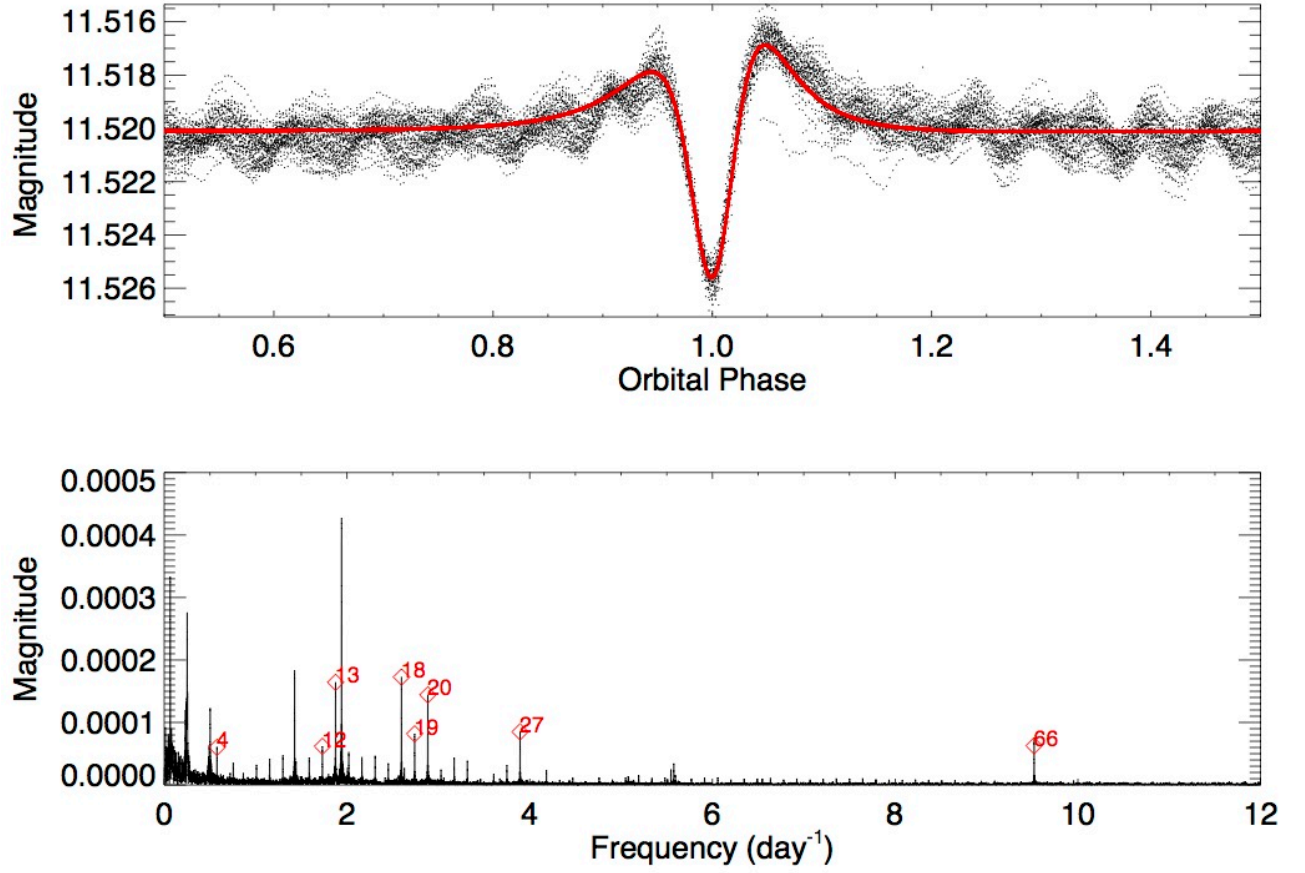 11.516
11.518
11.520
11.522
11.524
11.526
Magnitude
0.6 0.8 1.0 1.2 1.4
Orbital Phase
0.0005
0.0004
0.0003
0.0002
0.0001
0.0000
Magnitude
4 12 13 18 19 20 27 66
0 2 4 6 8 10 12
Frequency (day⁻¹)